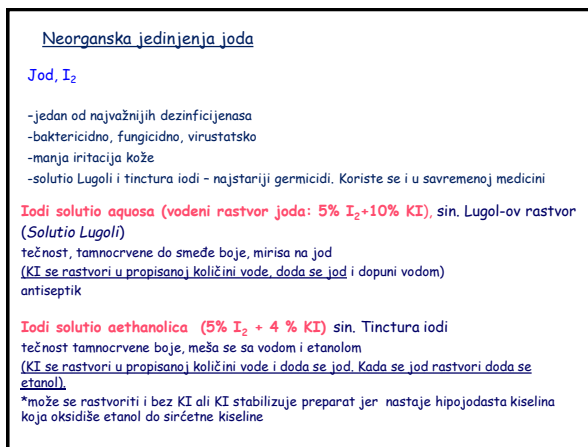 Neorganska jedinjenja joda
Jod, I₂
-jedan od najvažnijih dezinficijenasa
-baktericidno, fungicidno, virustatsko
-manja iritacija kože
-solutio Lugoli i tinctura iodi – najstariji germicidi. Koriste se i u savremenoj medicini
Iodi solutio aquosa (vodeni rastvor joda: 5% I₂+10% KI), sin. Lugol-ov rastvor
(Solutio Lugoli)
tečnost, tamnocrvene do smeđe boje, mirisa na jod
(KI se rastvori u propisanoj količini vode, doda se jod i dopuni vodom)
antiseptik
Iodi solutio aethanolica (5% I₂ + 4 % KI) sin. Tinctura iodi
tečnost tamnocrvene boje, meša se sa vodom i etanolom
(KI se rastvori u propisanoj količini vode i doda se jod. Kada se jod rastvori doda se
etanol).
*može se rastvoriti i bez KI ali KI stabilizuje preparat jer nastaje hipojodasta kiselina
koja oksidiše etanol do sirćetne kiseline